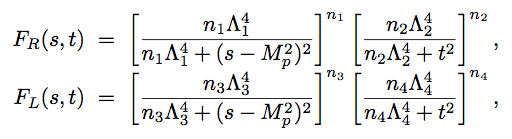 F_R(s,t) = [ n_1Λ_1^4 / ( n_1Λ_1^4 + (s − M_p^2)^2 ) ]^{n_1} [ n_2Λ_2^4 / ( n_2Λ_2^4 + t^2 ) ]^{n_2} ,
F_L(s,t) = [ n_3Λ_3^4 / ( n_3Λ_3^4 + (s − M_p^2)^2 ) ]^{n_3} [ n_4Λ_4^4 / ( n_4Λ_4^4 + t^2 ) ]^{n_4} ,